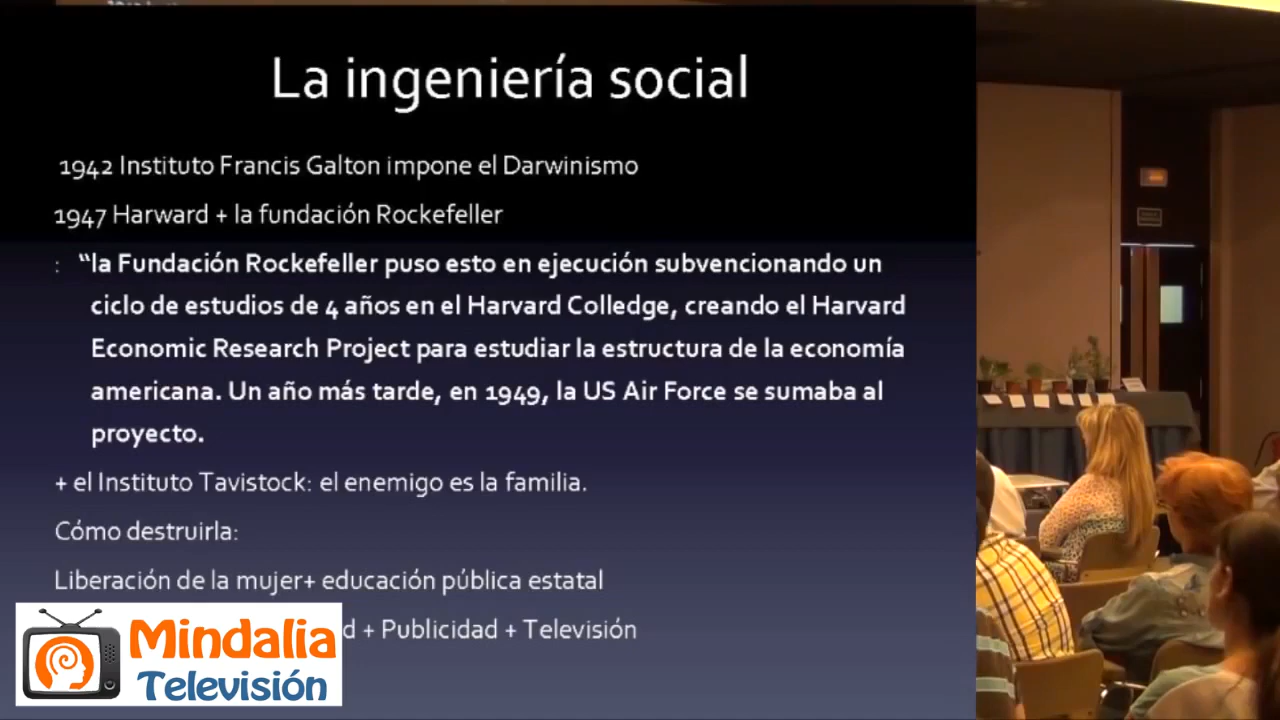 La ingeniería social
1942 Instituto Francis Galton impone el Darwinismo
1947 Harward + la fundación Rockefeller
: “la Fundación Rockefeller puso esto en ejecución subvencionando un
ciclo de estudios de 4 años en el Harvard Colledge, creando el Harvard
Economic Research Project para estudiar la estructura de la economía
americana. Un año más tarde, en 1949, la US Air Force se sumaba al
proyecto.
+ el Instituto Tavistock: el enemigo es la familia.
Cómo destruirla:
Liberación de la mujer+ educación pública estatal
+ Publicidad + Televisión
Mindalia
Televisión